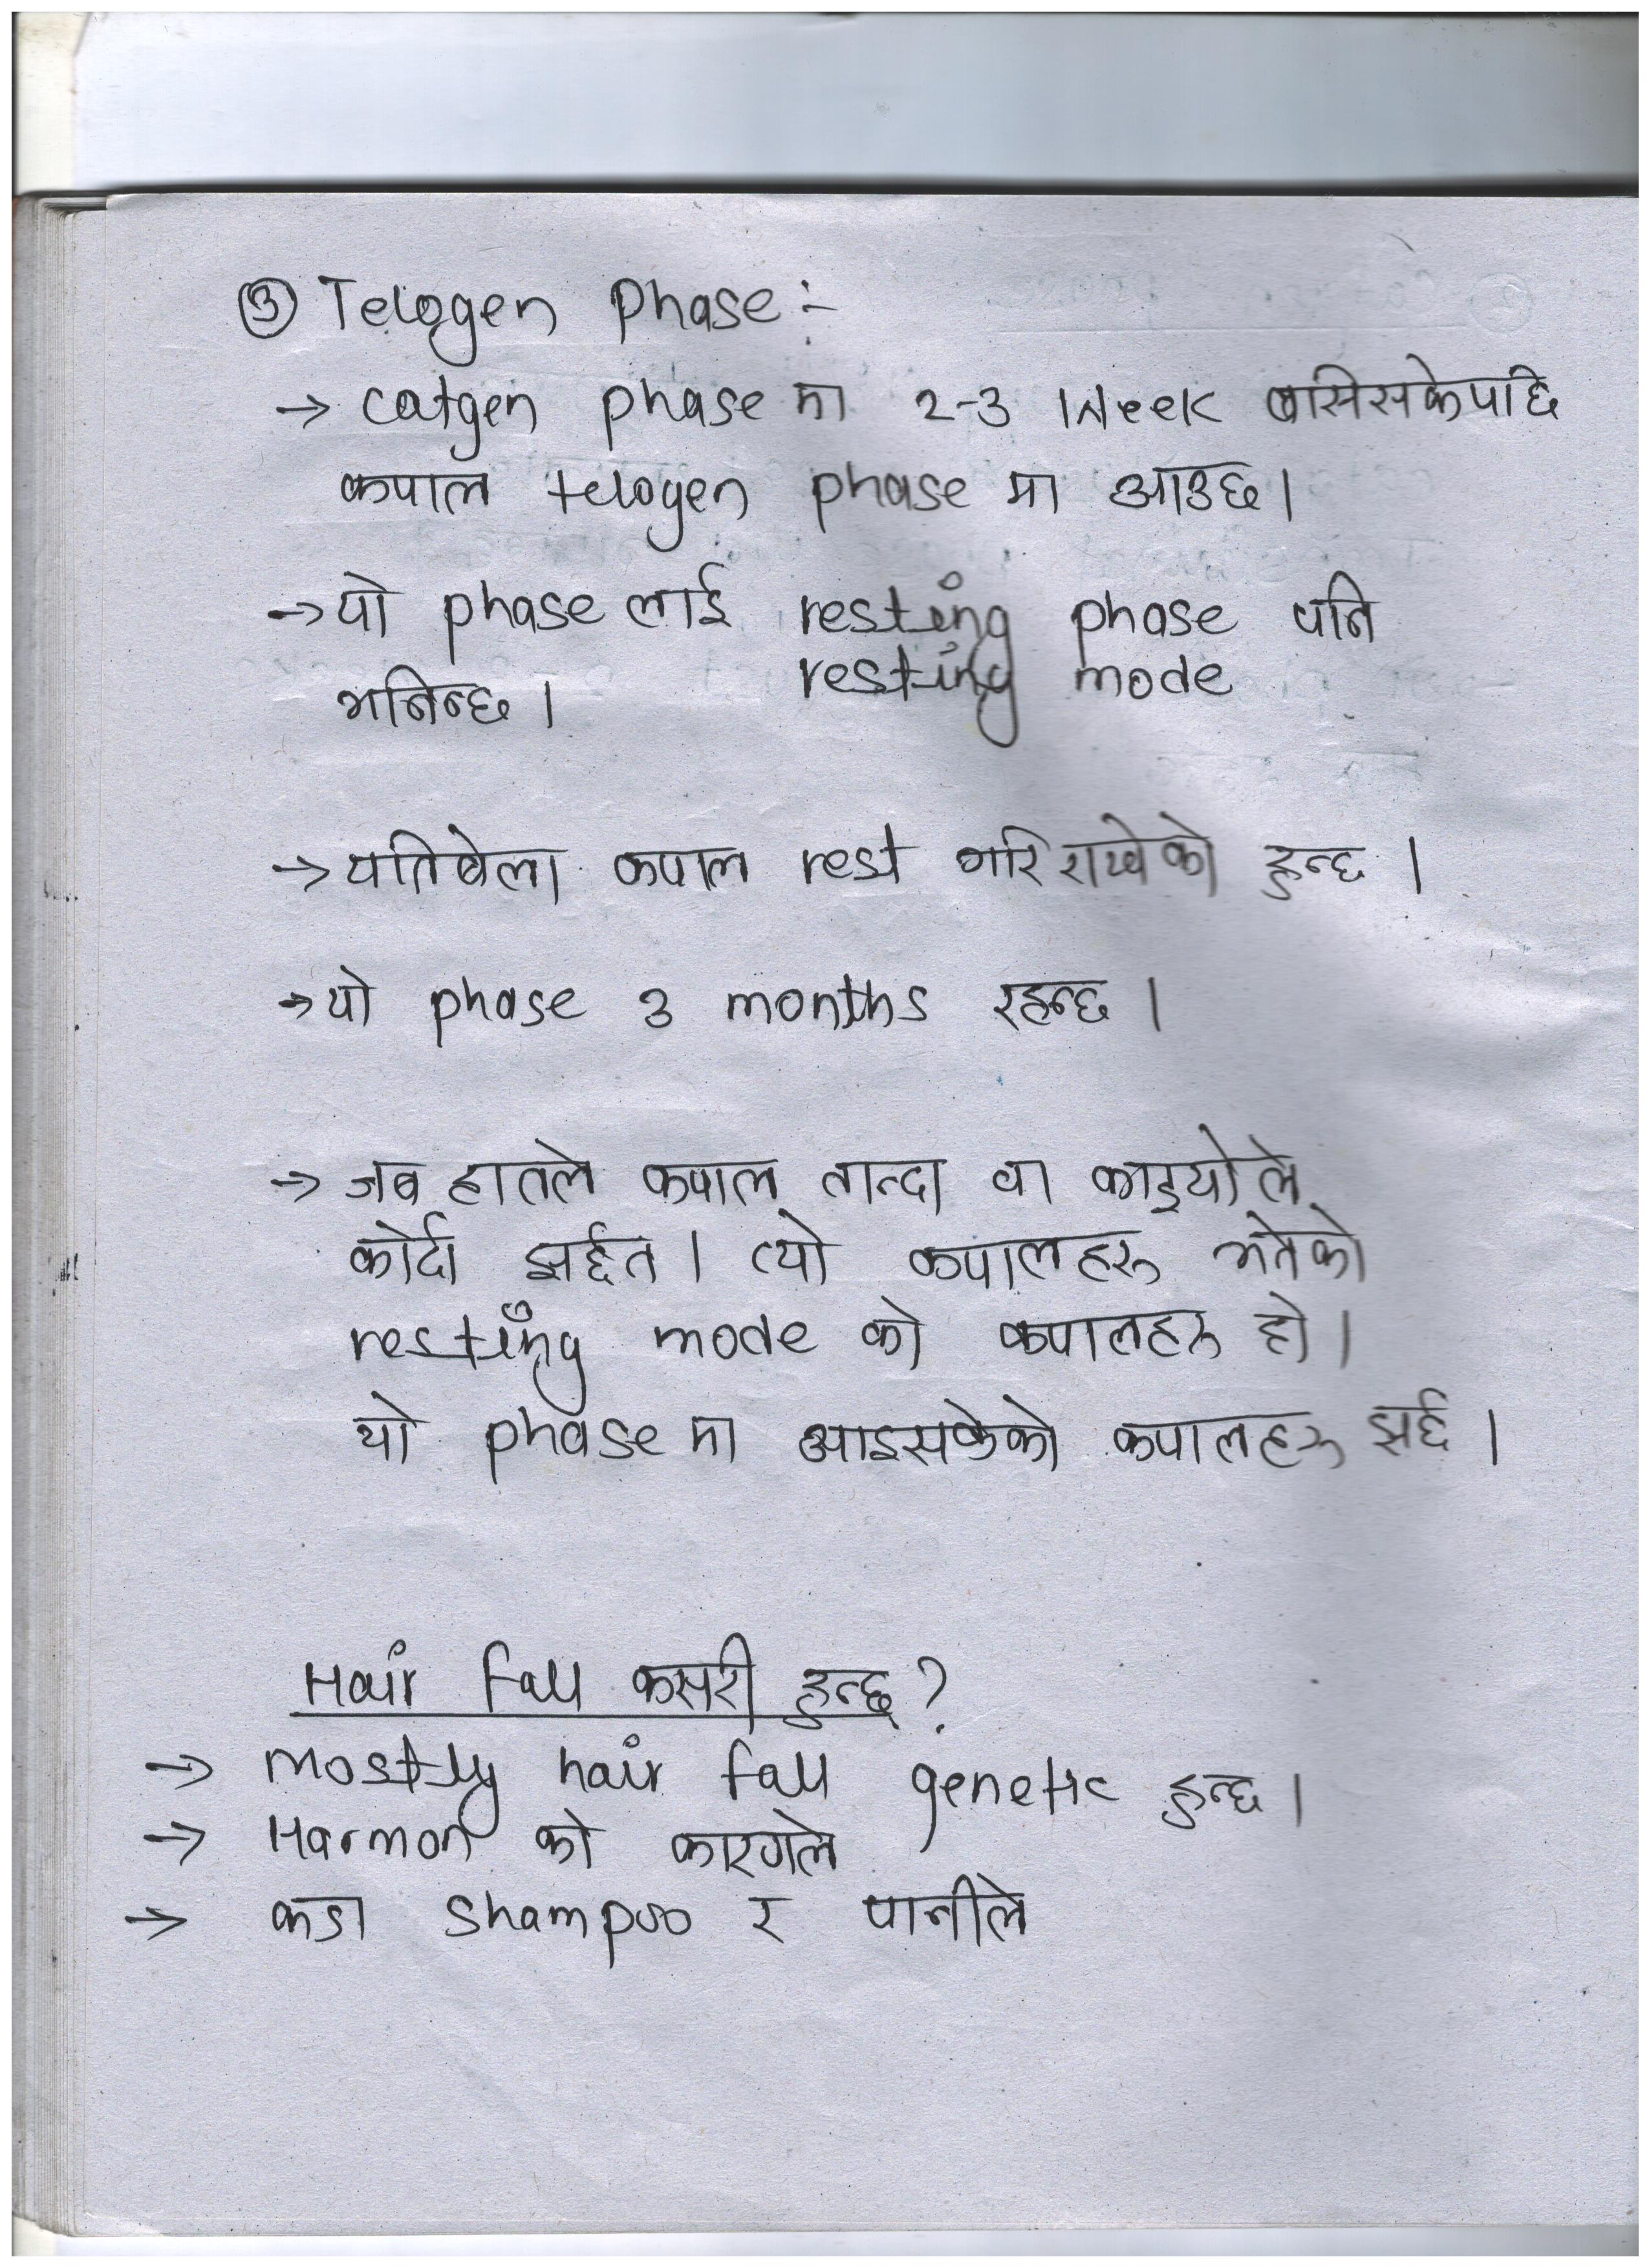 ③ Telogen Phase :-
→ catgen phase मा 2-3 Week बसिसकेपछि
कपाल telogen phase मा आउछ।
→ यो phase लाई resting phase पनि
resting mode
भनिन्छ।
→ यतिबेला कपाल rest गरिराखेको हुन्छ ।
→ यो phase 3 months रहन्छ ।
→ जब हातले कपाल तान्दा वा काइयोले
कोर्दा झर्छन । त्यो कपालहरु भनेको
resting mode को कपालहरु हो ।
यो phase मा आइसकेको कपालहरु झर्छ ।
Hair fall कसरी हुन्छ ?
→ mostly hair fall genetic हुन्छ ।
→ Harmon को कारणले
→ कडा shampoo र पानीले